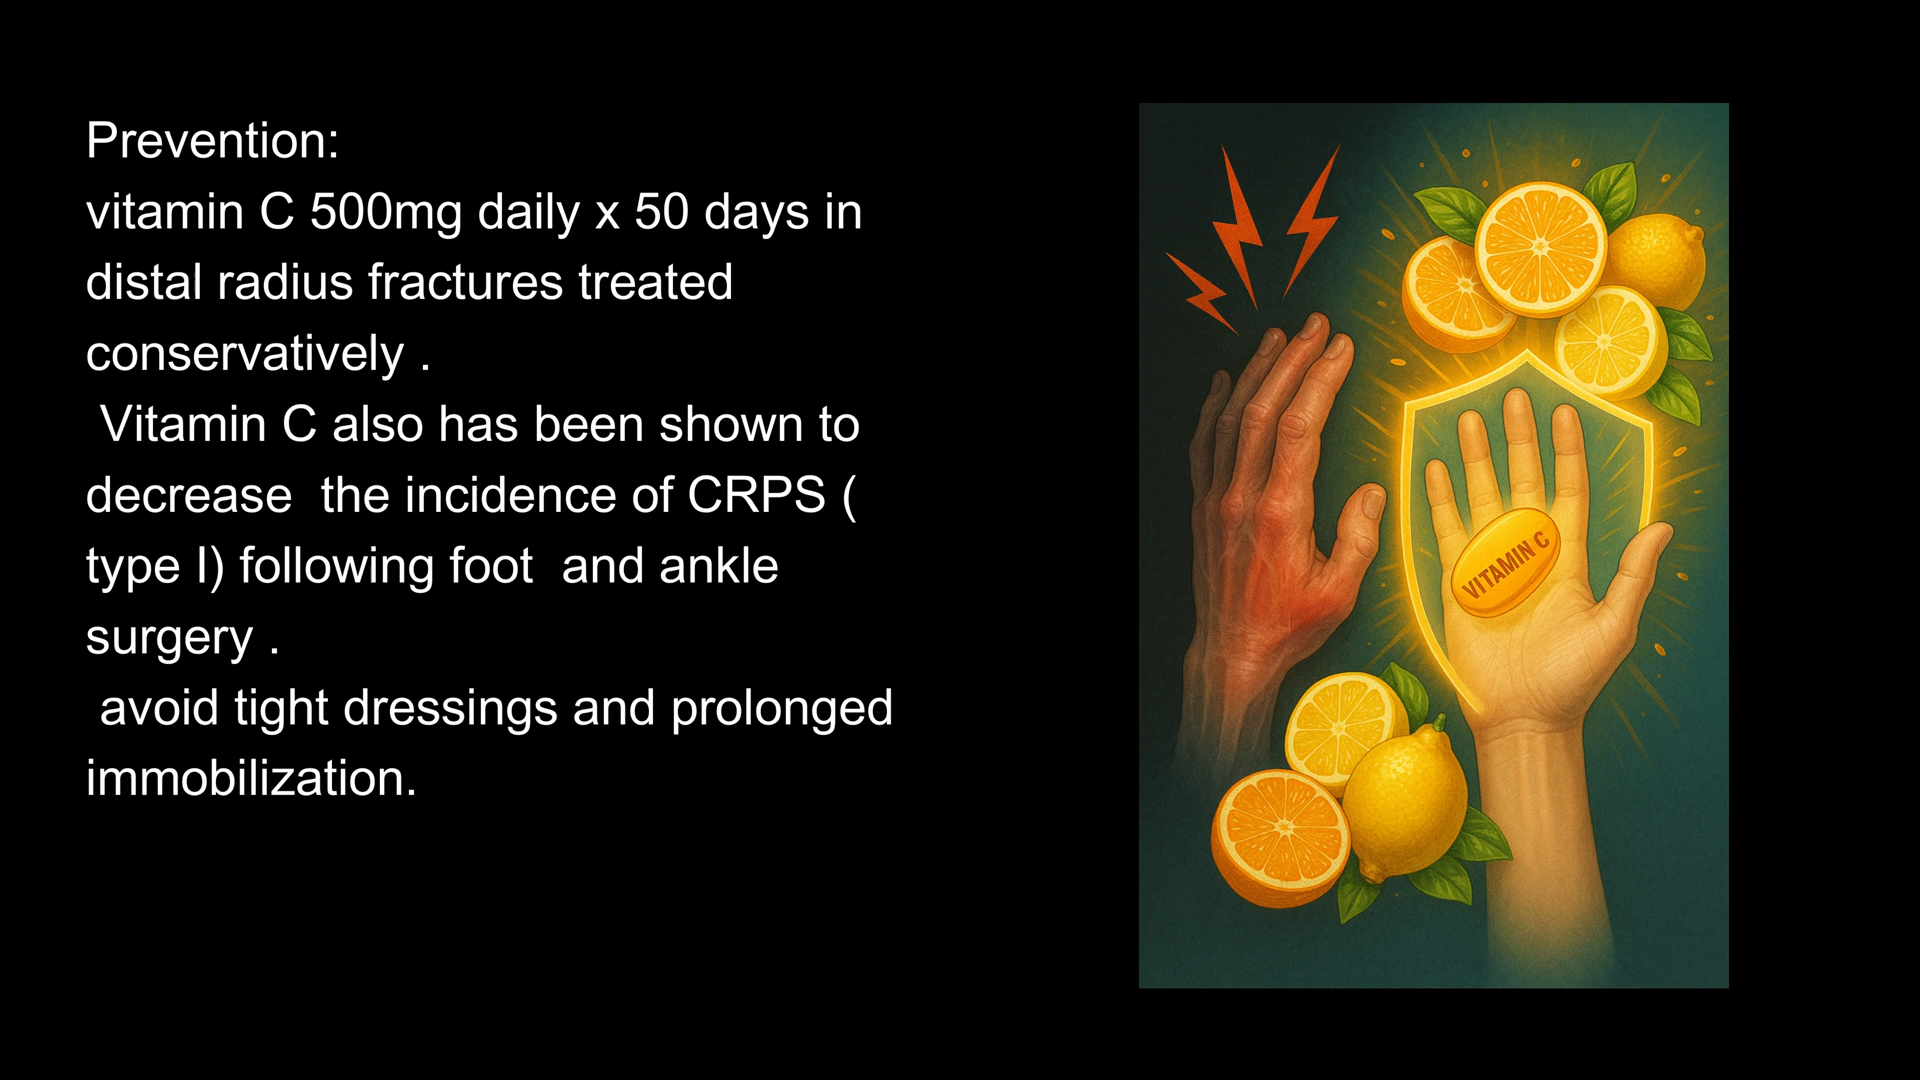 Prevention:
vitamin C 500mg daily x 50 days in
distal radius fractures treated
conservatively .
Vitamin C also has been shown to
decrease  the incidence of CRPS (
type I) following foot  and ankle
surgery .
avoid tight dressings and prolonged
immobilization.
VITAMIN C